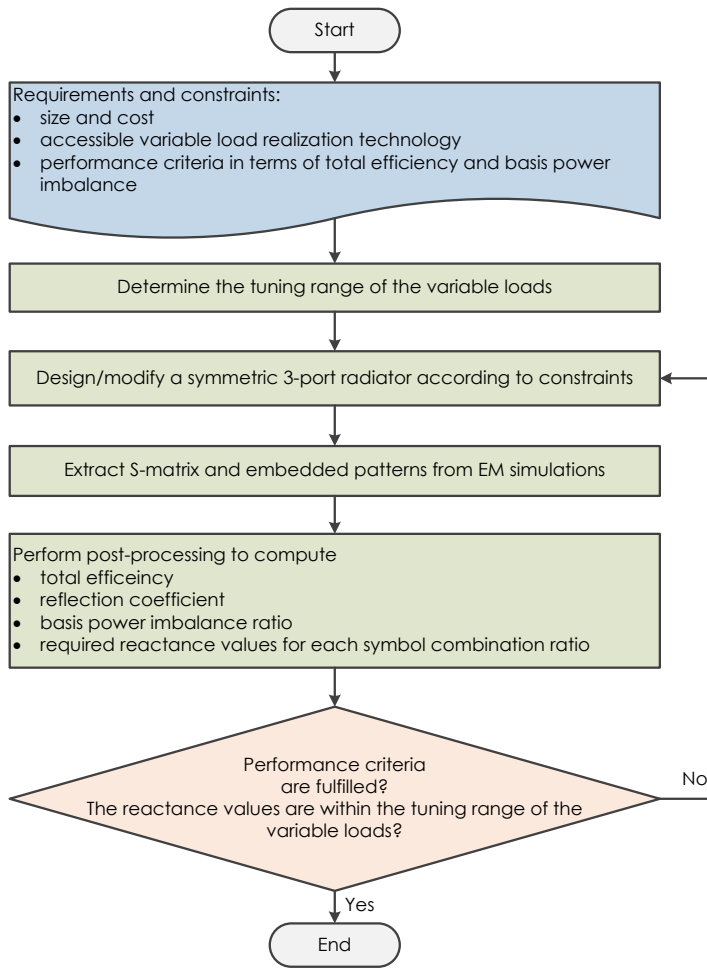 Start
Requirements and constraints:
• size and cost
• accessible variable load realization technology
• performance criteria in terms of total efficiency and basis power
imbalance
Determine the tuning range of the variable loads
Design/modify a symmetric 3-port radiator according to constraints
Extract S-matrix and embedded patterns from EM simulations
Perform post-processing to compute
• total efficeincy
• reflection coefficient
• basis power imbalance ratio
• required reactance values for each symbol combination ratio
Performance criteria
are fulfilled?
The reactance values are within the tuning range of the
variable loads?
No
Yes
End